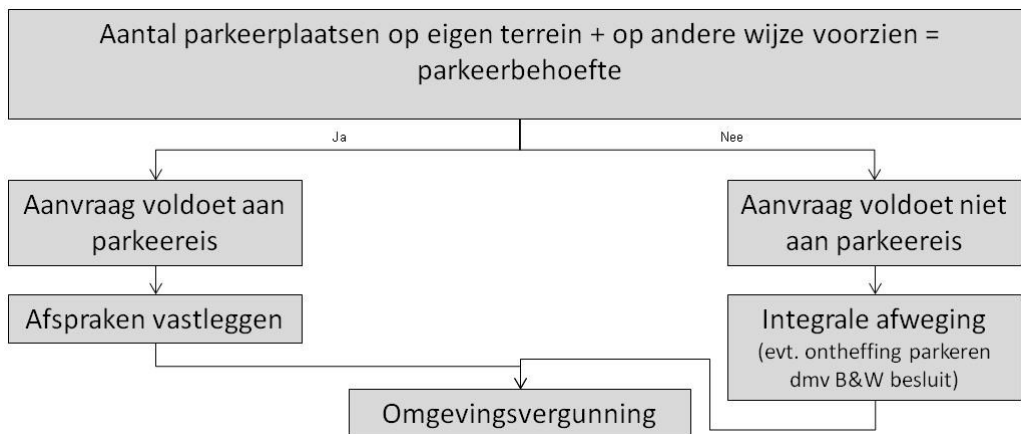 Aantal parkeerplaatsen op eigen terrein + op andere wijze voorzien =
parkeerbehoefte
Ja
Nee
Aanvraag voldoet aan
parkeereis
Aanvraag voldoet niet
aan parkeereis
Afspraken vastleggen
Integrale afweging
(evt. ontheffing parkeren
dmv B&W besluit)
Omgevingsvergunning